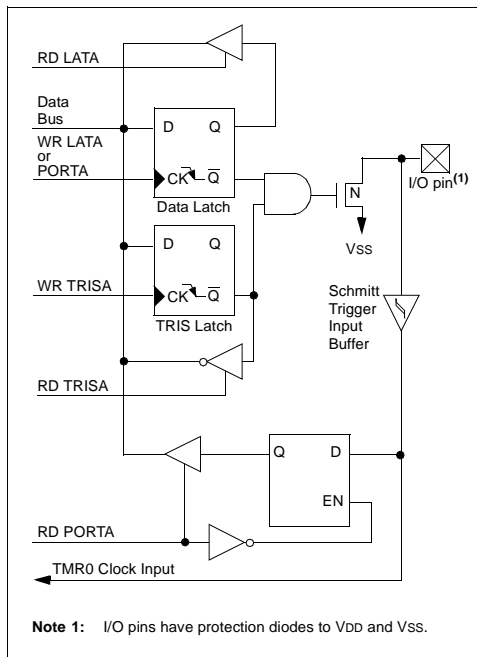 RD LATA
Data
Bus
WR LATA
or
PORTA
D Q
CK Q̅
Data Latch
N
I/O pin(1)
VSS
D Q
WR TRISA
CK Q̅
TRIS Latch
Schmitt
Trigger
Input
Buffer
RD TRISA
Q D
EN
RD PORTA
TMR0 Clock Input
Note 1: I/O pins have protection diodes to VDD and VSS.